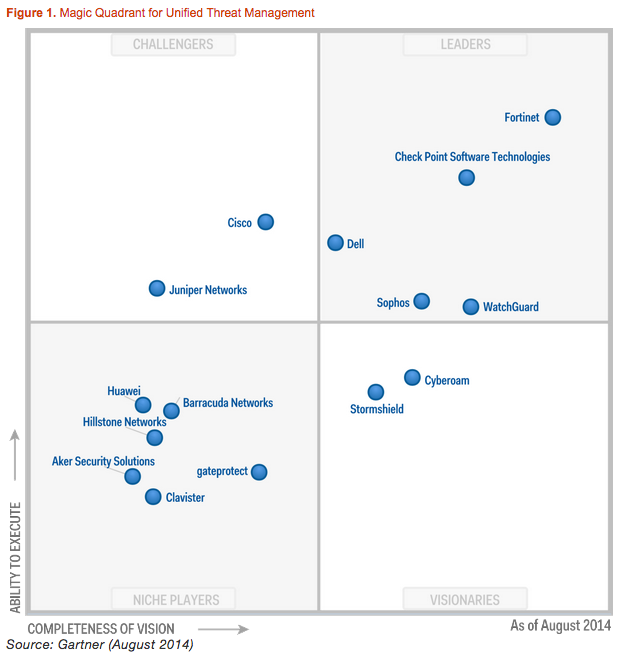 Figure 1. Magic Quadrant for Unified Threat Management
CHALLENGERS
LEADERS
Fortinet
Check Point Software Technologies
Cisco
Dell
Juniper Networks
Sophos
WatchGuard
Cyberoam
Stormshield
Huawei
Barracuda Networks
Hillstone Networks
Aker Security Solutions
gateprotect
Clavister
NICHE PLAYERS
VISIONARIES
ABILITY TO EXECUTE
COMPLETENESS OF VISION
As of August 2014
Source: Gartner (August 2014)